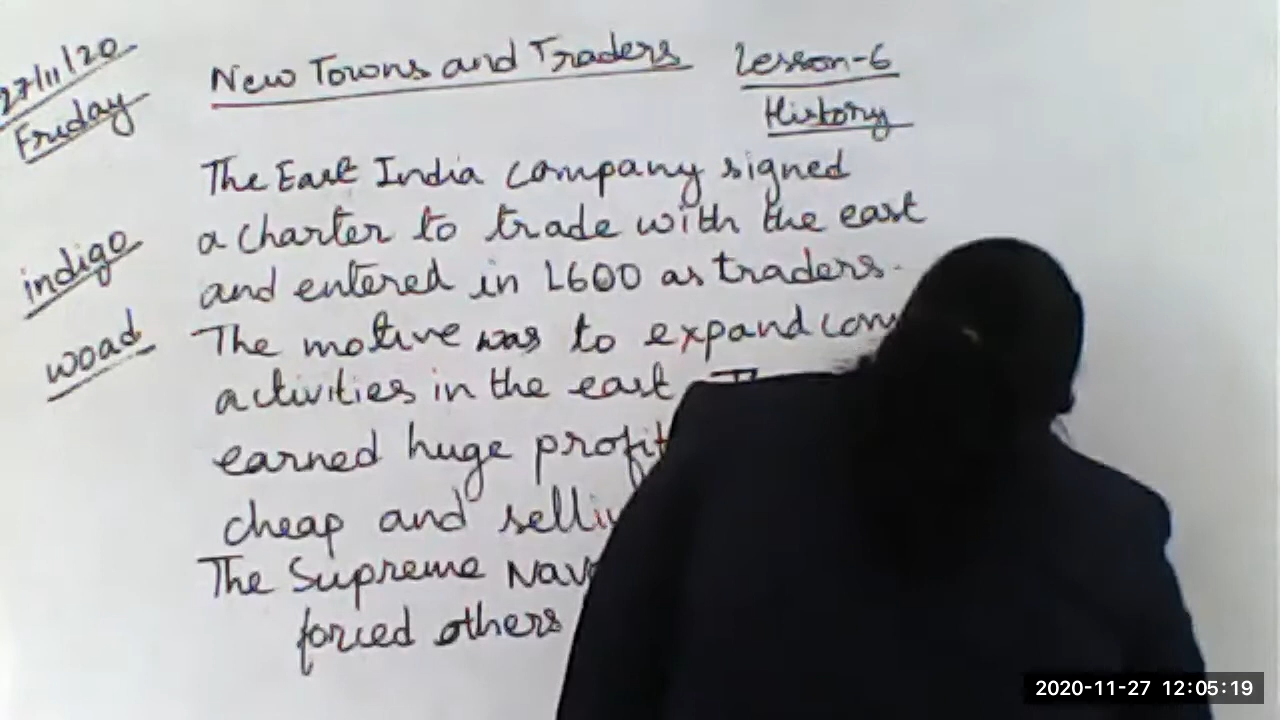 27/11/20
Friday
New Towns and Traders
Lesson-6
History
The East India company signed
a charter to trade with the east
and entered in 1600 as traders.
indigo
The motive was to expand
woad
activities in the east
earned huge profit
cheap and
The Supreme
forced others
2020-11-27 12:05:19